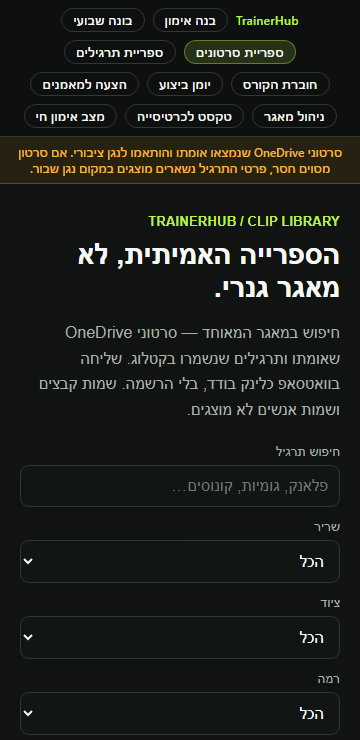 TrainerHub בנה אימון בונה שבועי
ספריית סרטונים ספריית תרגילים
חוברת הקורס יומן ביצוע הצעה למאמנים
ניהול מאגר טקסט לכרטיסייה מצב אימון חי
סרטוני OneDrive שנמצאו אומתו והותאמו לנגן ציבורי. אם סרטון
מסוים חסר, פרטי התרגיל נשארים מוצגים במקום נגן שבור.
TRAINERHUB / CLIP LIBRARY
הספרייה האמיתית, לא
מאגר גנרי.
חיפוש במאגר המאוחד — סרטוני OneDrive
שאומתו ותרגילים שנשמרו בקטלוג. שליחה
בוואטסאפ כלינק בודד, בלי הרשמה. שמות קבצים
ושמות אנשים לא מוצגים.
חיפוש תרגיל
פלאנק, גומיות, קונוסים...
שריר
הכל
ציוד
הכל
רמה
הכל